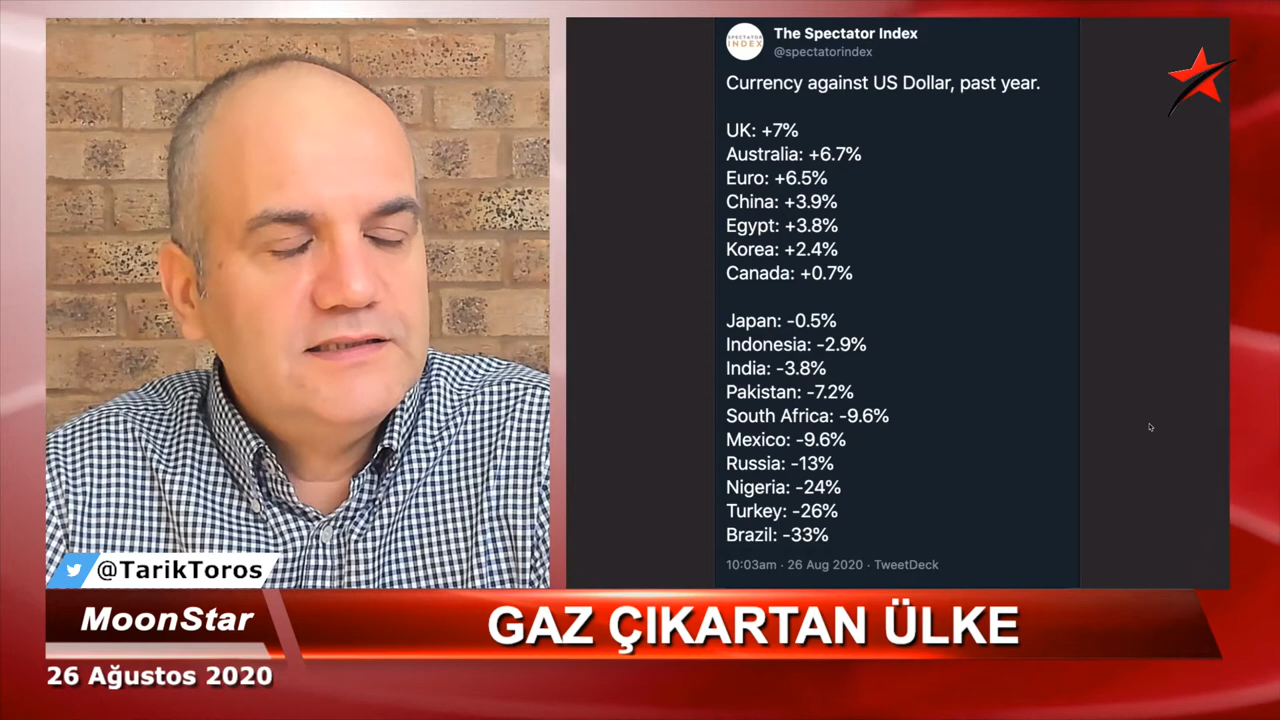 SPECTATOR
INDEX
The Spectator Index
@spectatorindex
Currency against US Dollar, past year.
UK: +7%
Australia: +6.7%
Euro: +6.5%
China: +3.9%
Egypt: +3.8%
Korea: +2.4%
Canada: +0.7%
Japan: -0.5%
Indonesia: -2.9%
India: -3.8%
Pakistan: -7.2%
South Africa: -9.6%
Mexico: -9.6%
Russia: -13%
Nigeria: -24%
Turkey: -26%
Brazil: -33%
10:03am · 26 Aug 2020 · TweetDeck
@TarikToros
MoonStar
GAZ ÇIKARTAN ÜLKE
26 Ağustos 2020